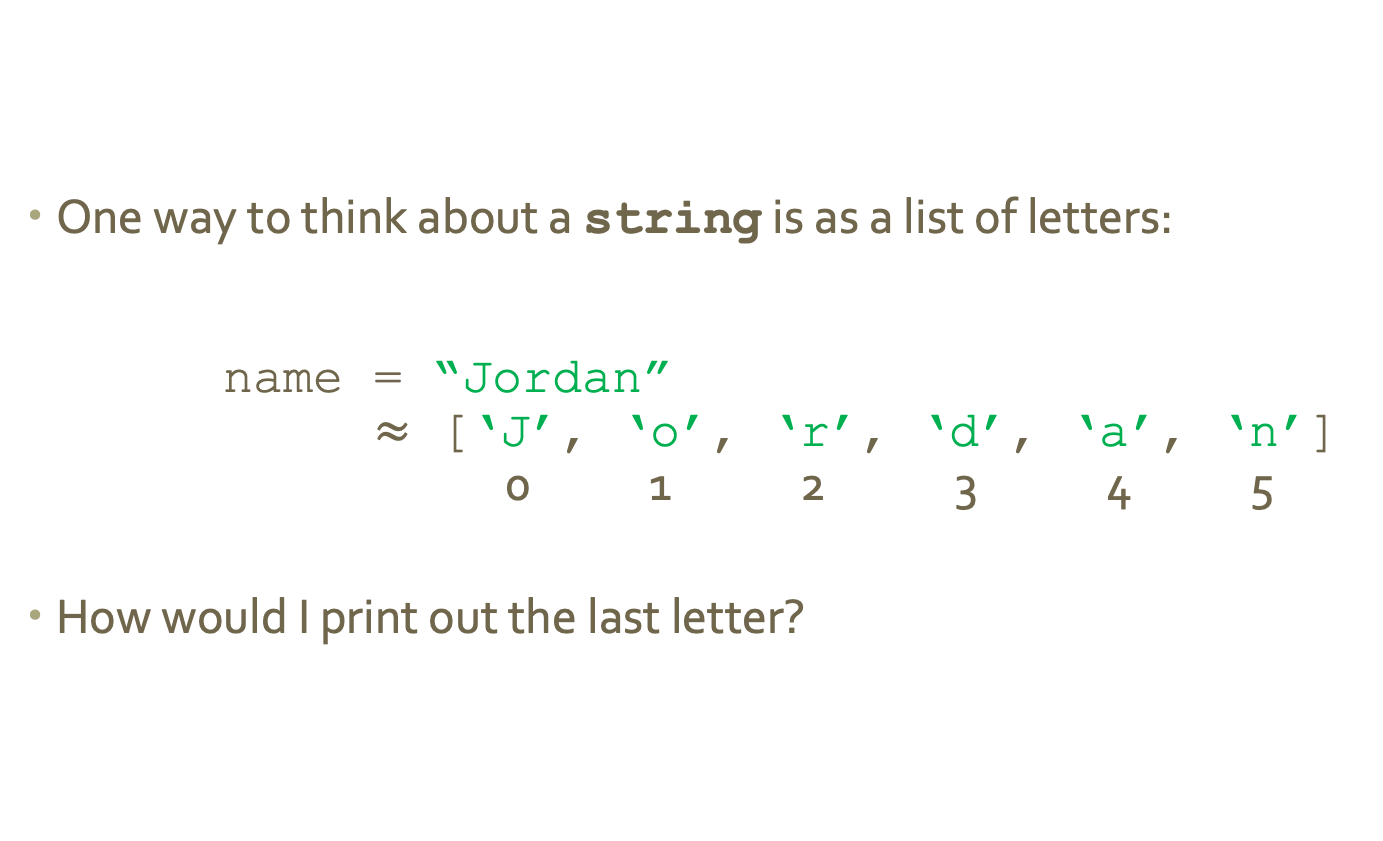 • One way to think about a string is as a list of letters:
name = “Jordan”
≈ [‘J’, ‘o’, ‘r’, ‘d’, ‘a’, ‘n’]
0 1 2 3 4 5
• How would I print out the last letter?